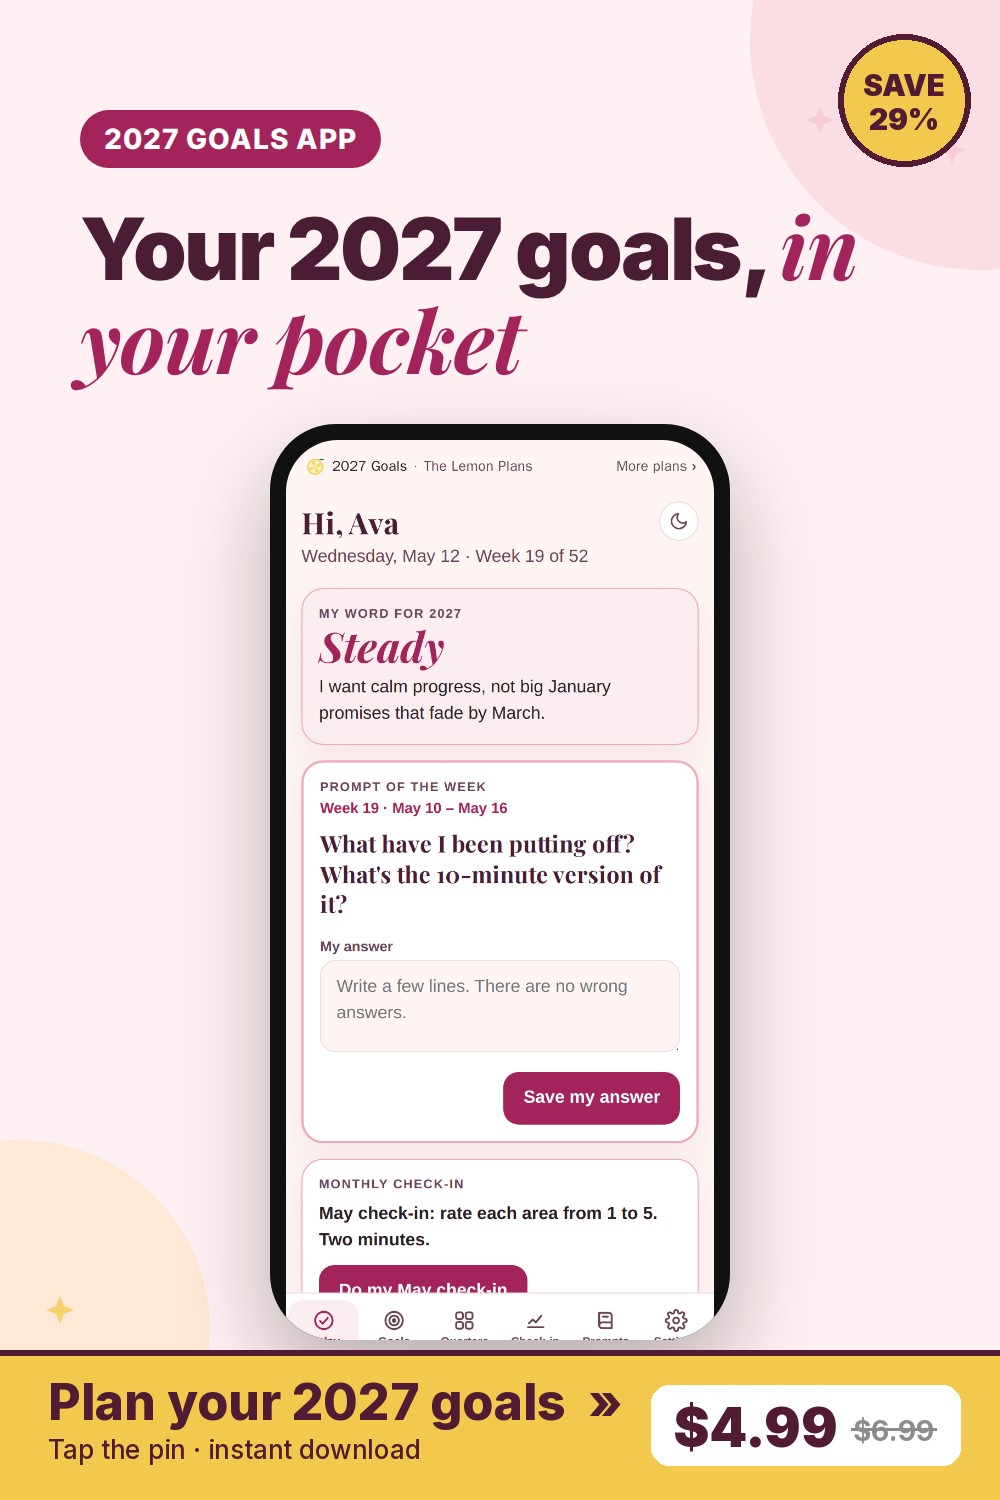 SAVE
29%
2027 GOALS APP
Your 2027 goals, in
your pocket
2027 Goals · The Lemon Plans
More plans ›
Hi, Ava
Wednesday, May 12 · Week 19 of 52
MY WORD FOR 2027
Steady
I want calm progress, not big January
promises that fade by March.
PROMPT OF THE WEEK
Week 19 · May 10 – May 16
What have I been putting off?
What's the 10-minute version of
it?
My answer
Write a few lines. There are no wrong
answers.
Save my answer
MONTHLY CHECK-IN
May check-in: rate each area from 1 to 5.
Two minutes.
Do my May check-in
Goals Quarters Check-in Prompts
Plan your 2027 goals »
Tap the pin · instant download
$4.99 $6.99